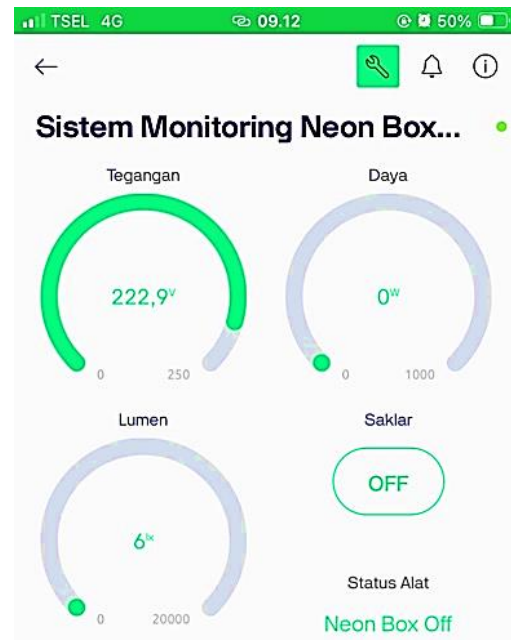 TSEL 4G 09.12 50%
Sistem Monitoring Neon Box...
Tegangan Daya
222,9V 0W
0 250 0 1000
Lumen Saklar
OFF
6lx
Status Alat
0 20000
Neon Box Off